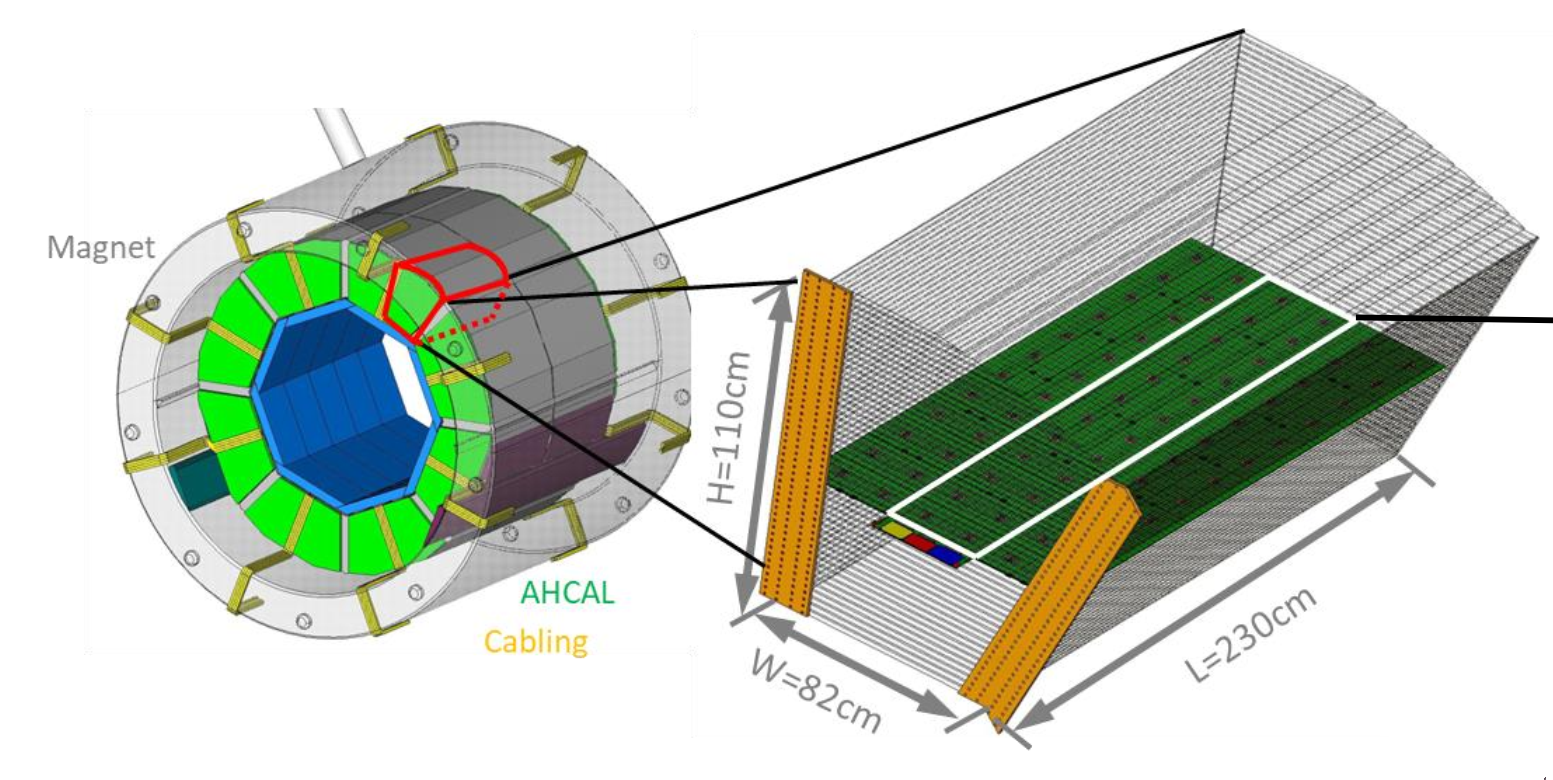 Magnet
AHCAL
Cabling
H=110cm
W=82cm
L=230cm